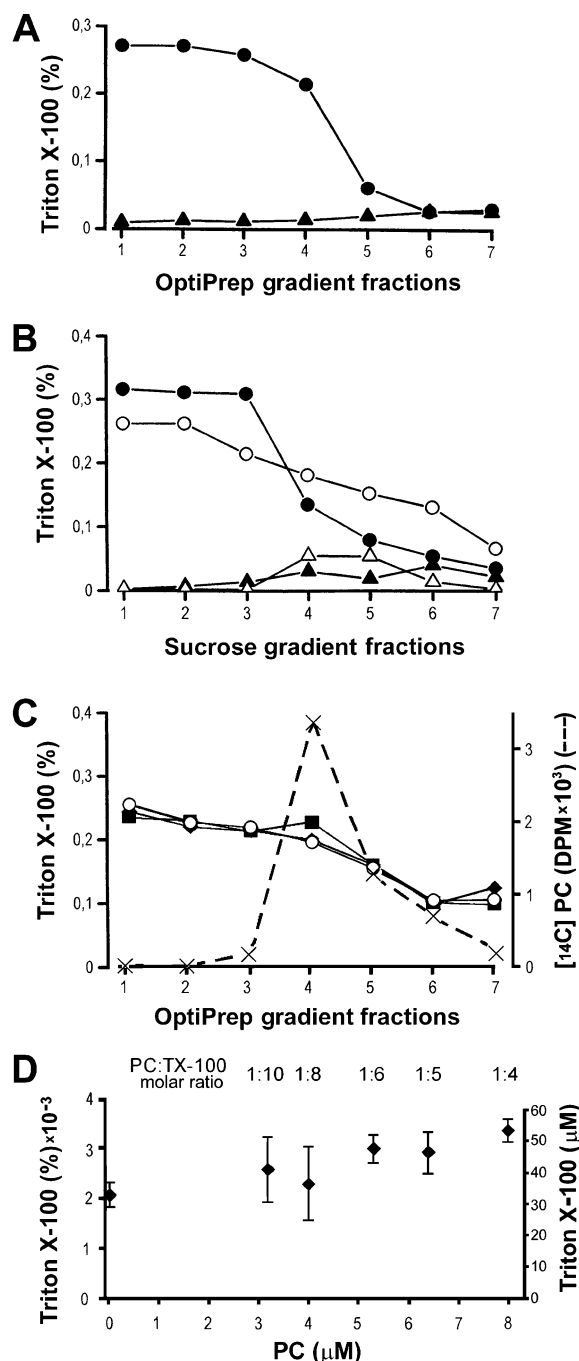 A
0,3
0,2
0,1
0
Triton X-100 (%)
1 2 3 4 5 6 7
OptiPrep gradient fractions
B
0,4
0,3
0,2
0,1
0
Triton X-100 (%)
1 2 3 4 5 6 7
Sucrose gradient fractions
C
0,4
0,3
0,2
0,1
0
Triton X-100 (%)
3
2
1
0
[14C] PC (DPM×10³) (---)
1 2 3 4 5 6 7
OptiPrep gradient fractions
D
PC:TX-100
molar ratio
1:10 1:8 1:6 1:5 1:4
4
3
2
1
0
Triton X-100 (%)×10⁻³
60
50
40
30
20
10
0
Triton X-100 (µM)
0 1 2 3 4 5 6 7 8
PC (µM)